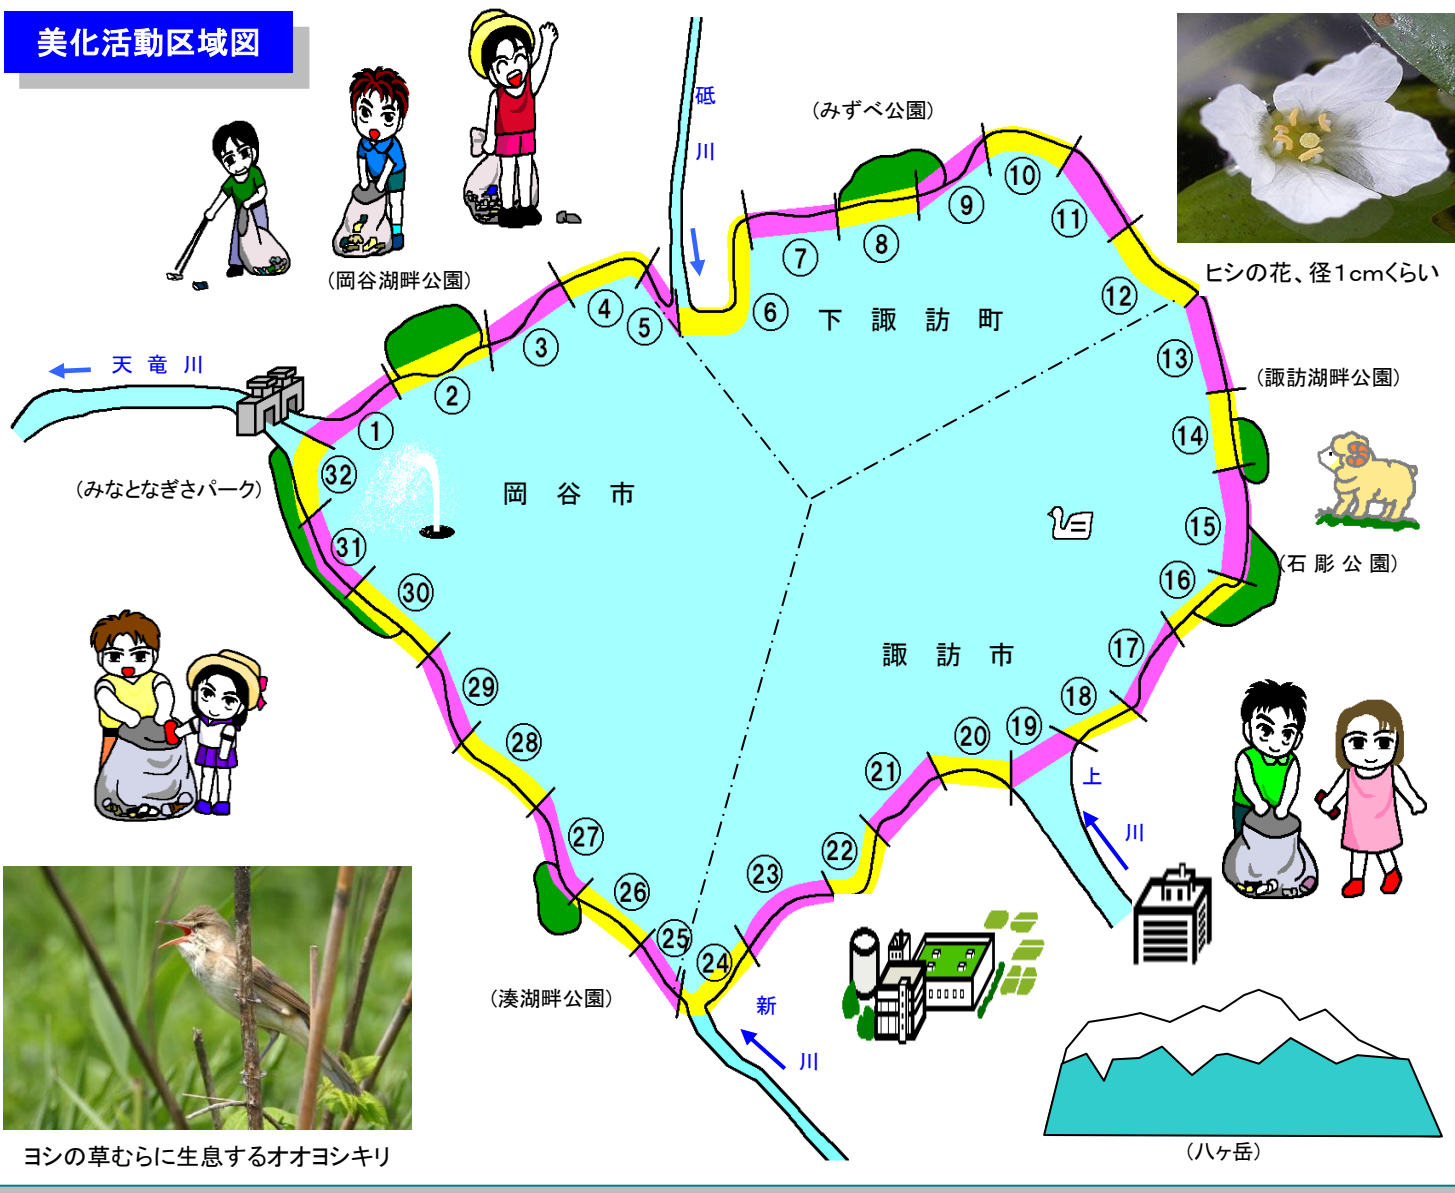 美化活動区域図
砥川
(みずべ公園)
(岡谷湖畔公園)
ヒシの花、径1cmくらい
天竜川
(みなとなぎさパーク)
(諏訪湖畔公園)
(石彫公園)
下諏訪町
岡谷市
諏訪市
①
②
③
④
⑤
⑥
⑦
⑧
⑨
⑩
⑪
⑫
⑬
⑭
⑮
⑯
⑰
⑱
⑲
⑳
㉑
㉒
㉓
㉔
㉕
㉖
㉗
㉘
㉙
㉚
㉛
㉜
上川
新川
(湊湖畔公園)
ヨシの草むらに生息するオオヨシキリ
(八ヶ岳)